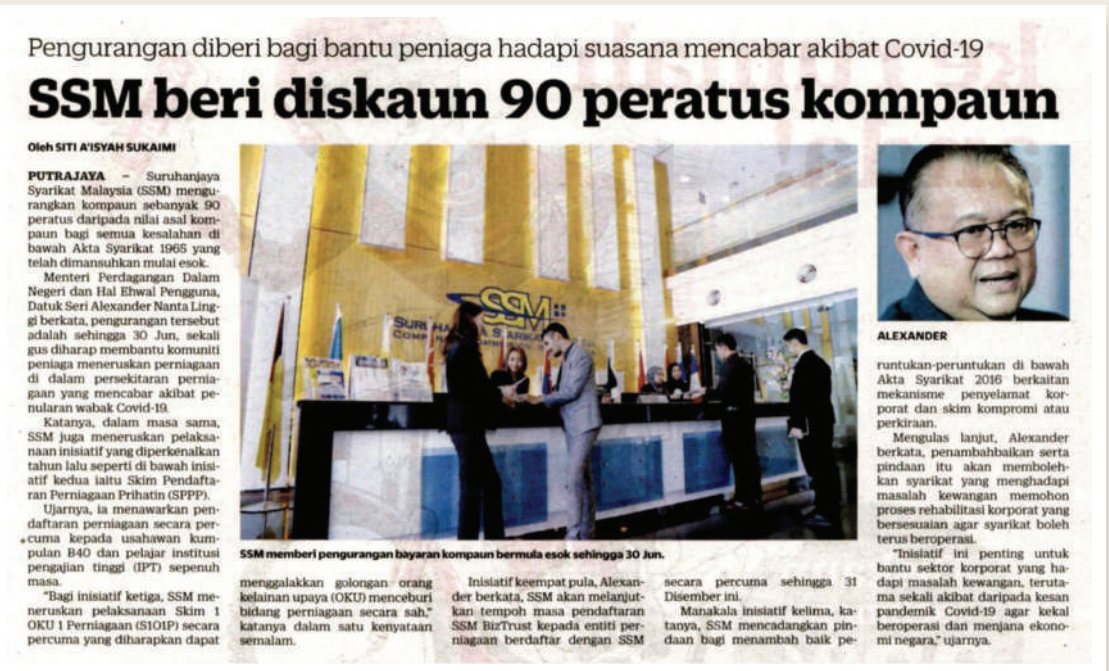 Pengurangan diberi bagi bantu peniaga hadapi suasana mencabar akibat Covid-19
SSM beri diskaun 90 peratus kompaun
Oleh SITI A'ISYAH SUKAIMI
PUTRAJAYA – Suruhanjaya
Syarikat Malaysia (SSM) mengu-
rangkan kompaun sebanyak 90
peratus daripada nilai asal kom-
paun bagi semua kesalahan di
bawah Akta Syarikat 1965 yang
telah dimansuhkan mulai esok.
Menteri Perdagangan Dalam
Negeri dan Hal Ehwal Pengguna,
Datuk Seri Alexander Nanta Ling-
gi berkata, pengurangan tersebut
adalah sehingga 30 Jun, sekali
gus diharap membantu komuniti
peniaga meneruskan perniagaan
di dalam persekitaran pernia-
gaan yang mencabar akibat pe-
nularan wabak Covid-19.
Katanya, dalam masa sama,
SSM juga meneruskan pelaksa-
naan inisiatif yang diperkenalkan
tahun lalu seperti di bawah inisi-
atif kedua iaitu Skim Pendafta-
ran Perniagaan Prihatin (SPPP).
Ujarnya, ia menawarkan pen-
daftaran perniagaan secara per-
cuma kepada usahawan kum-
pulan B40 dan pelajar institusi
pengajian tinggi (IPT) sepenuh
masa.
"Bagi inisiatif ketiga, SSM me-
neruskan pelaksanaan Skim 1
OKU 1 Perniagaan (S1O1P) secara
percuma yang diharapkan dapat
SSM
SSM memberi pengurangan bayaran kompaun bermula esok sehingga 30 Jun.
menggalakkan golongan orang
kelainan upaya (OKU) menceburi
bidang perniagaan secara sah,"
katanya dalam satu kenyataan
semalam.
Inisiatif keempat pula, Alexan-
der berkata, SSM akan melanjut-
kan tempoh masa pendaftaran
SSM BizTrust kepada entiti per-
niagaan berdaftar dengan SSM
secara percuma sehingga 31
Disember ini.
Manakala inisiatif kelima, ka-
tanya, SSM mencadangkan pin-
daan bagi menambah baik pe-
ALEXANDER
runtukan-peruntukan di bawah
Akta Syarikat 2016 berkaitan
mekanisme penyelamat kor-
porat dan skim kompromi atau
perkiraan.
Mengulas lanjut, Alexander
berkata, penambahbaikan serta
pindaan itu akan memboleh-
kan syarikat yang menghadapi
masalah kewangan memohon
proses rehabilitasi korporat yang
bersesuaian agar syarikat boleh
terus beroperasi.
"Inisiatif ini penting untuk
bantu sektor korporat yang ha-
dapi masalah kewangan, teruta-
ma sekali akibat daripada kesan
pandemik Covid-19 agar kekal
beroperasi dan menjana ekono-
mi negara," ujarnya.